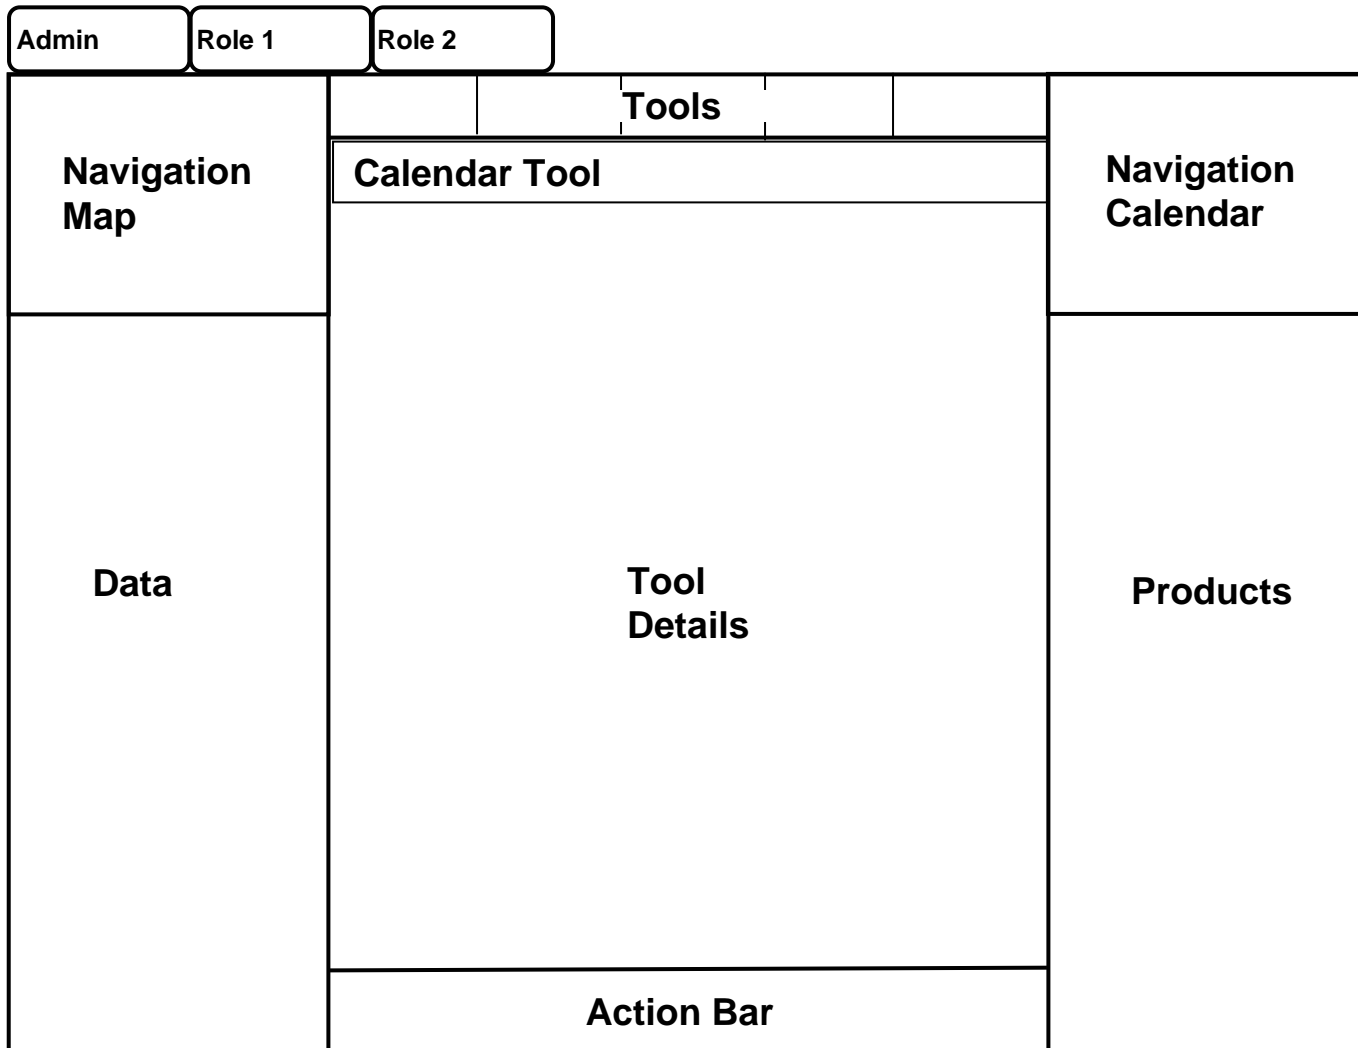 Admin
Role 1
Role 2
Tools
Navigation
Map
Calendar Tool
Navigation
Calendar
Data
Tool
Details
Products
Action Bar